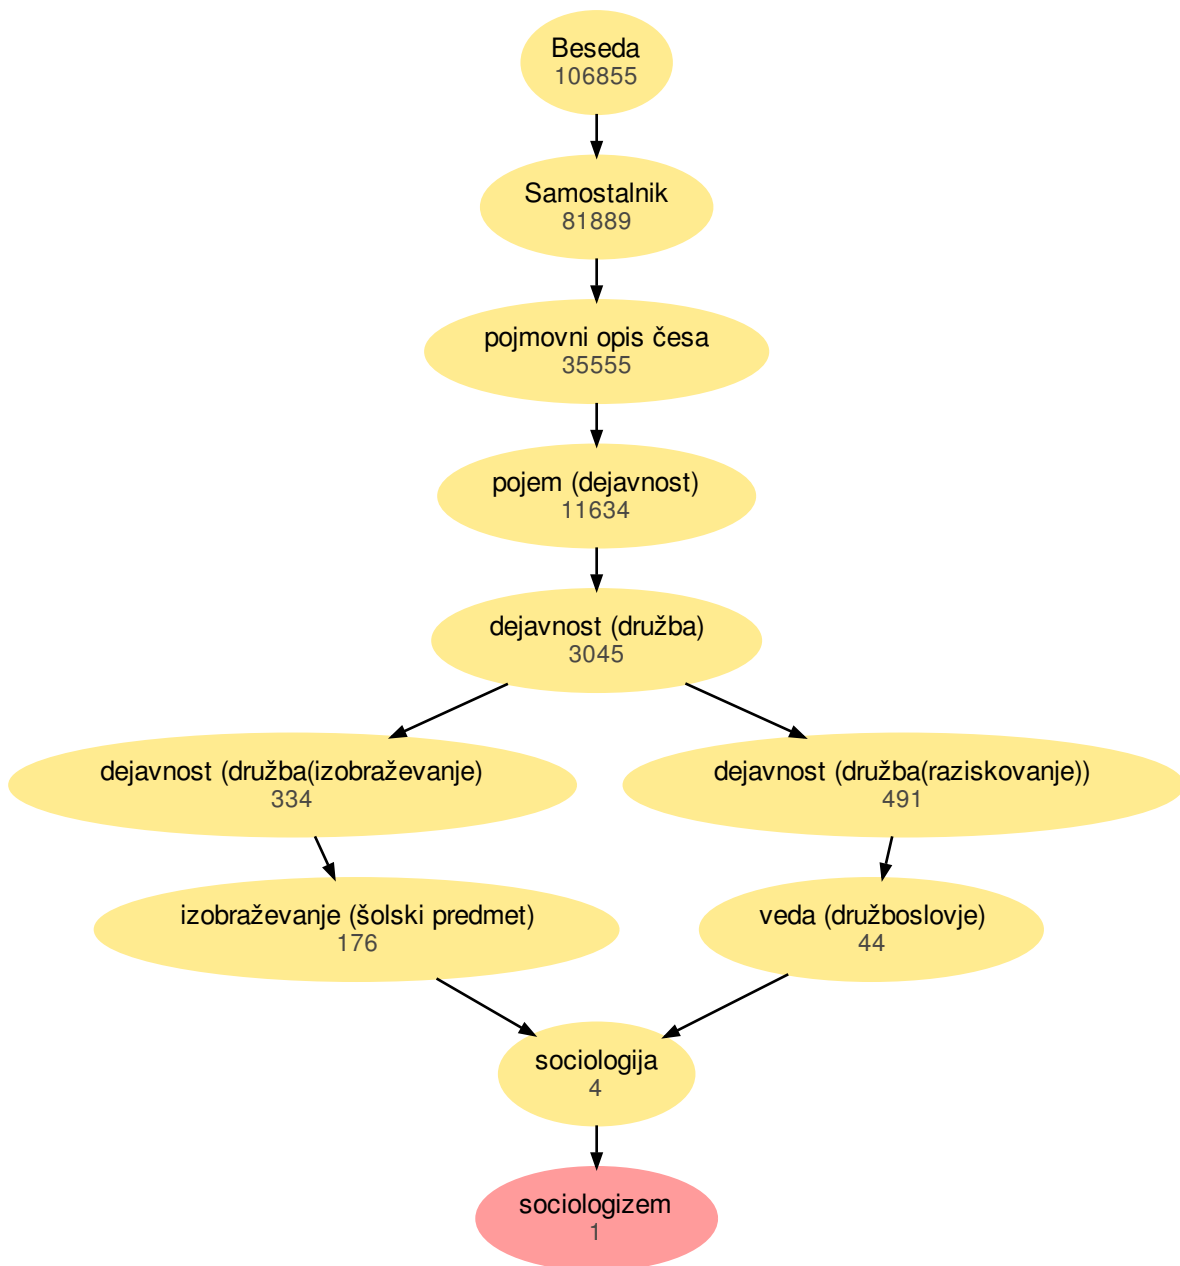 Beseda
106855
Samostalnik
81889
pojmovni opis česa
35555
pojem (dejavnost)
11634
dejavnost (družba)
3045
dejavnost (družba(izobraževanje)
334
dejavnost (družba(raziskovanje))
491
izobraževanje (šolski predmet)
176
veda (družboslovje)
44
sociologija
4
sociologizem
1